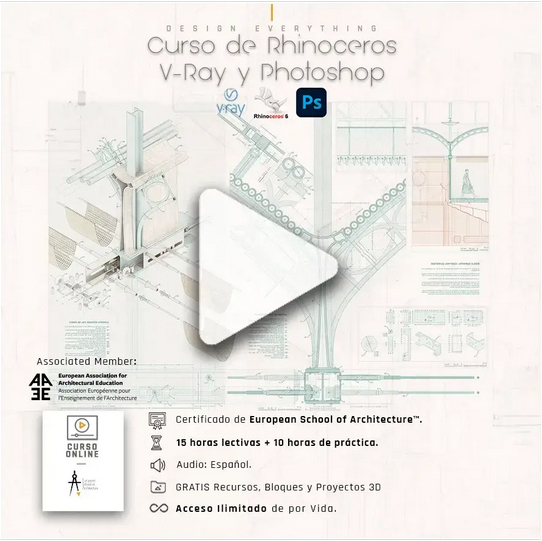 DESIGN EVERYTHING
Curso de Rhinoceros
V-Ray y Photoshop
v·ray
Rhinoceros 6
Ps
Associated Member:
European Association for
Architectural Education
Association Européenne pour
l'Enseignement de l'Architecture
CURSO
ONLINE
Certificado de European School of Architecture™.
15 horas lectivas + 10 horas de práctica.
Audio: Español.
GRATIS Recursos, Bloques y Proyectos 3D
Acceso Ilimitado de por Vida.